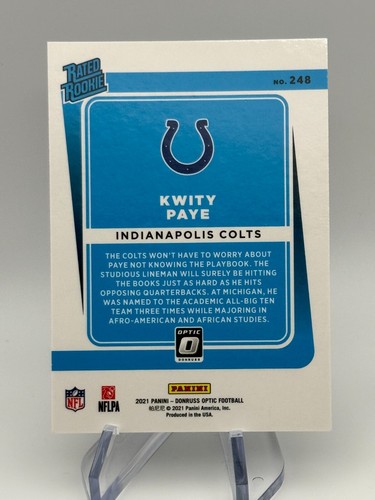 RATED
ROOKIE
NO. 248
KWITY
PAYE
INDIANAPOLIS COLTS
THE COLTS WON'T HAVE TO WORRY ABOUT
PAYE NOT KNOWING THE PLAYBOOK. THE
STUDIOUS LINEMAN WILL SURELY BE HITTING
THE BOOKS JUST AS HARD AS HE HITS
OPPOSING QUARTERBACKS. AT MICHIGAN, HE
WAS NAMED TO THE ACADEMIC ALL-BIG TEN
TEAM THREE TIMES WHILE MAJORING IN
AFRO-AMERICAN AND AFRICAN STUDIES.
OPTIC
DONRUSS
NFL
NFLPA
PANINI
2021 PANINI – DONRUSS OPTIC FOOTBALL
帕尼尼 © 2021 Panini America, Inc.
Produced in the USA.